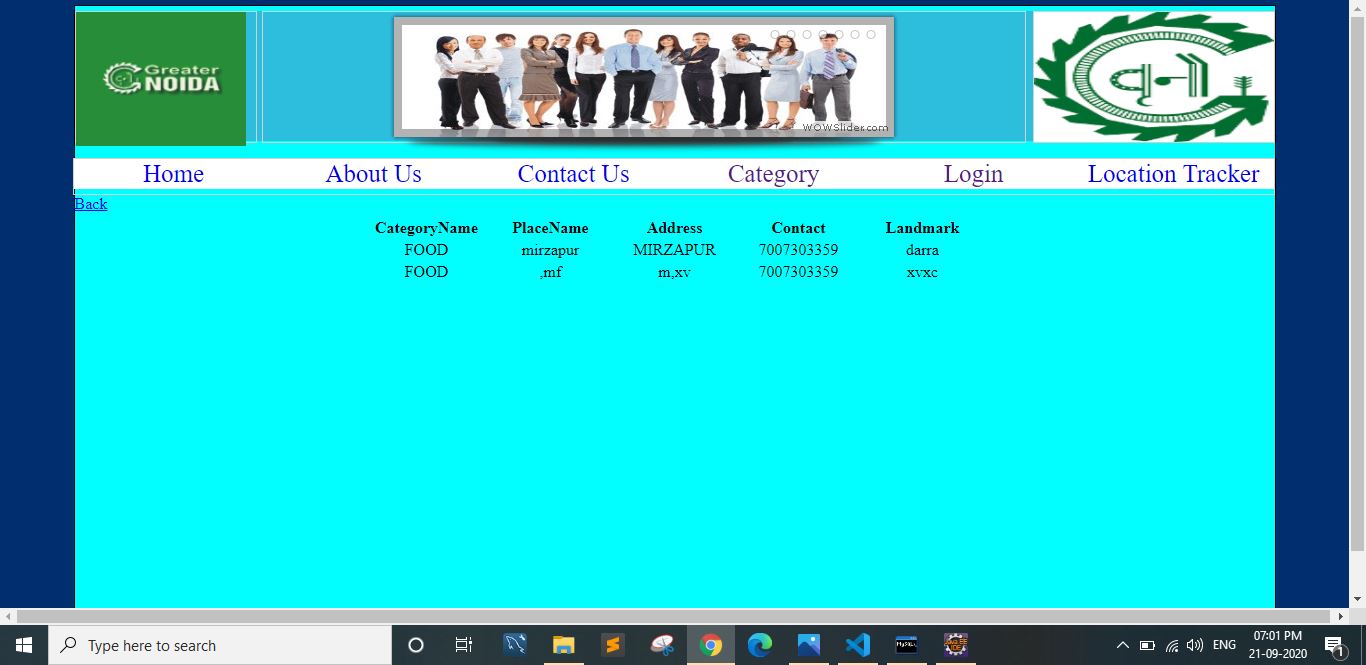 Greater
NOIDA
WOWSlider.com
Home About Us Contact Us Category Login Location Tracker
Back
CategoryName PlaceName Address Contact Landmark
FOOD mirzapur MIRZAPUR 7007303359 darra
FOOD ,mf m,xv 7007303359 xvxc
Type here to search
ENG
07:01 PM
21-09-2020
1